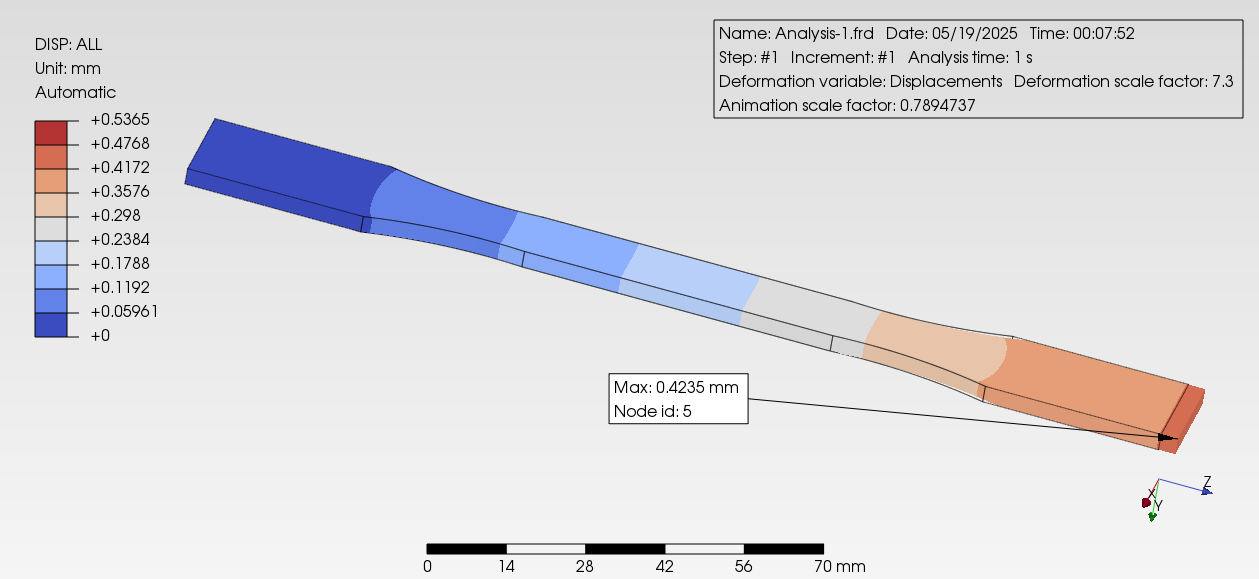 DISP: ALL
Unit: mm
Automatic
+0.5365
+0.4768
+0.4172
+0.3576
+0.298
+0.2384
+0.1788
+0.1192
+0.05961
+0
Name: Analysis-1.frd Date: 05/19/2025 Time: 00:07:52
Step: #1 Increment: #1 Analysis time: 1 s
Deformation variable: Displacements Deformation scale factor: 7.3
Animation scale factor: 0.7894737
Max: 0.4235 mm
Node id: 5
Z
X
Y
0 14 28 42 56 70 mm